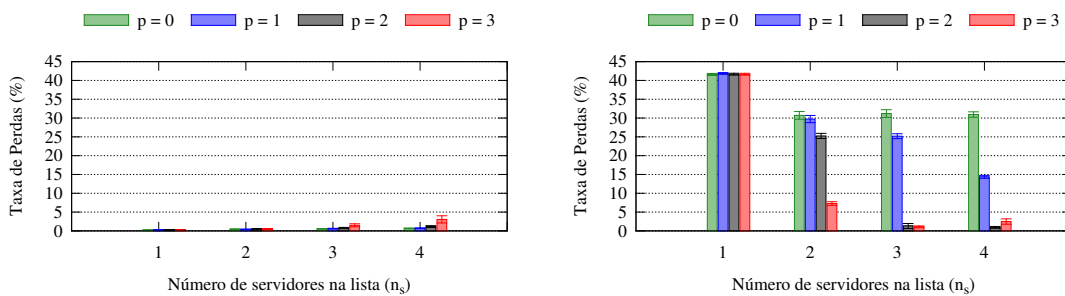 p = 0 p = 1 p = 2 p = 3
Taxa de Perdas (%)
45
40
35
30
25
20
15
10
5
0
1 2 3 4
Número de servidores na lista (n_s)
p = 0 p = 1 p = 2 p = 3
Taxa de Perdas (%)
45
40
35
30
25
20
15
10
5
0
1 2 3 4
Número de servidores na lista (n_s)